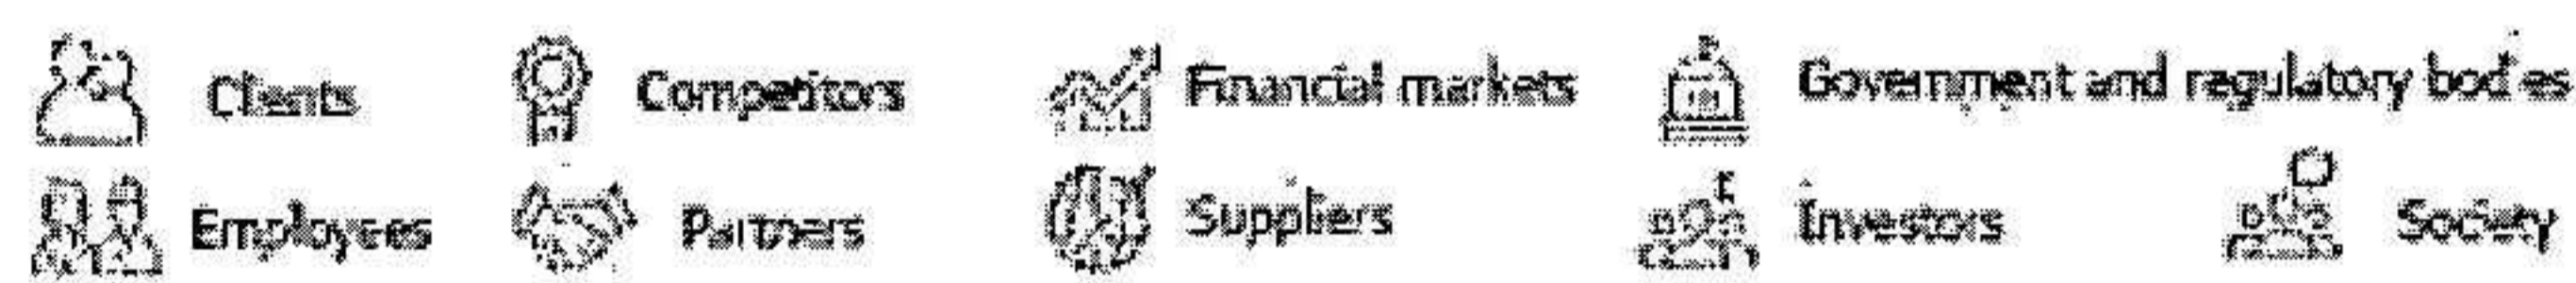 Clients Competitors Financial markets Government and regulatory bodies
Employees Partners Suppliers Investors Society